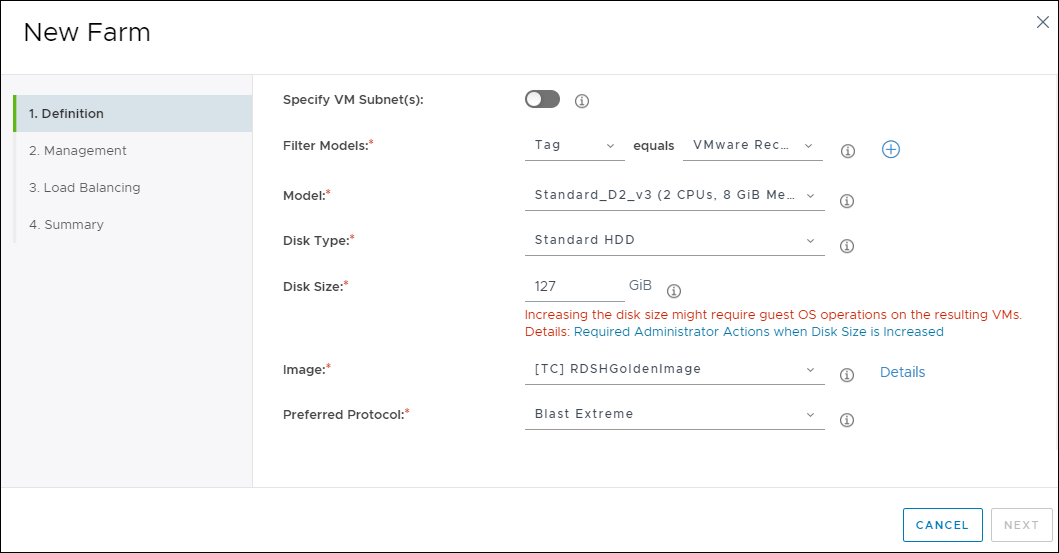 New Farm
1. Definition
2. Management
3. Load Balancing
4. Summary
Specify VM Subnet(s):
Filter Models:* Tag equals VMware Rec...
Model:* Standard_D2_v3 (2 CPUs, 8 GiB Me...
Disk Type:* Standard HDD
Disk Size:* 127 GiB
Increasing the disk size might require guest OS operations on the resulting VMs.
Details: Required Administrator Actions when Disk Size is Increased
Image:* [TC] RDSHGoldenImage Details
Preferred Protocol:* Blast Extreme
CANCEL NEXT